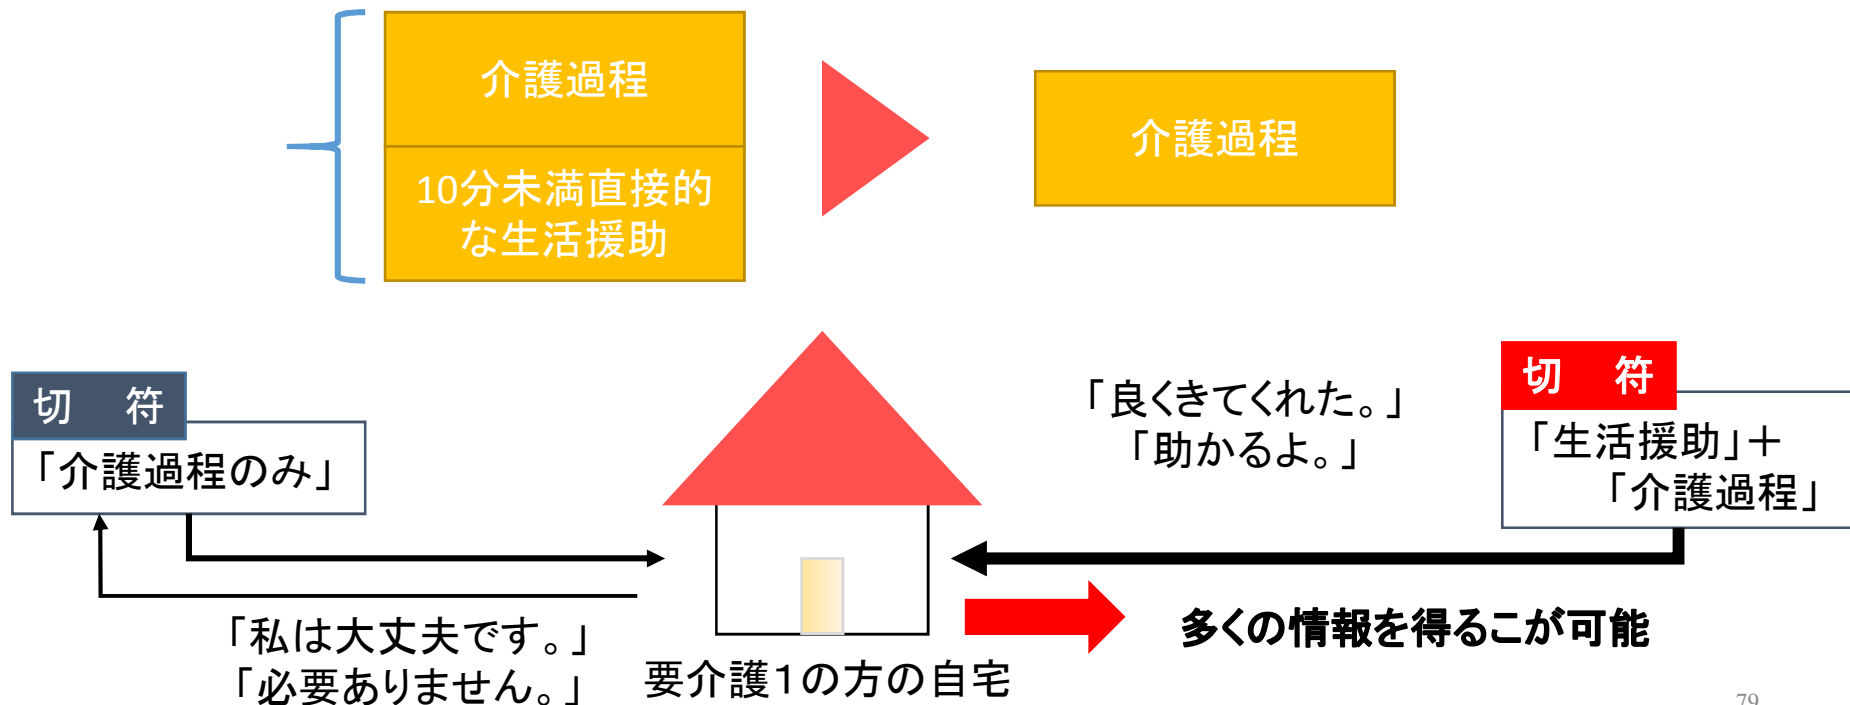 介護過程
10分未満直接的
な生活援助
介護過程
切　符
「介護過程のみ」
「良くきてくれた。」
「助かるよ。」
切　符
「生活援助」＋
「介護過程」
「私は大丈夫です。」
「必要ありません。」
要介護１の方の自宅
多くの情報を得るこが可能
79